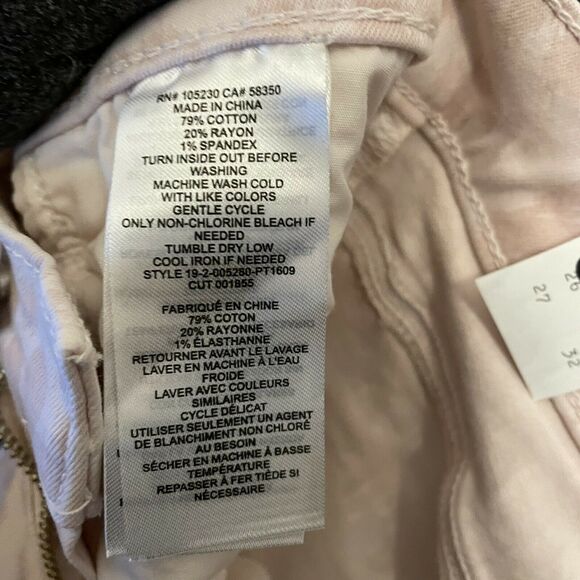 RN# 105230 CA# 58350
MADE IN CHINA
79% COTTON
20% RAYON
1% SPANDEX
TURN INSIDE OUT BEFORE
WASHING
MACHINE WASH COLD
WITH LIKE COLORS
GENTLE CYCLE
ONLY NON-CHLORINE BLEACH IF
NEEDED
TUMBLE DRY LOW
COOL IRON IF NEEDED
STYLE 19-2-005280-PT1609
CUT 001855
FABRIQUÉ EN CHINE
79% COTON
20% RAYONNE
1% ÉLASTHANNE
RETOURNER AVANT LE LAVAGE
LAVER EN MACHINE À L'EAU
FROIDE
LAVER AVEC COULEURS
SIMILAIRES
CYCLE DÉLICAT
UTILISER SEULEMENT UN AGENT
DE BLANCHIMENT NON CHLORÉ
AU BESOIN
SÉCHER EN MACHINE À BASSE
TEMPÉRATURE
REPASSER À FER TIÈDE SI
NÉCESSAIRE
26
27
32